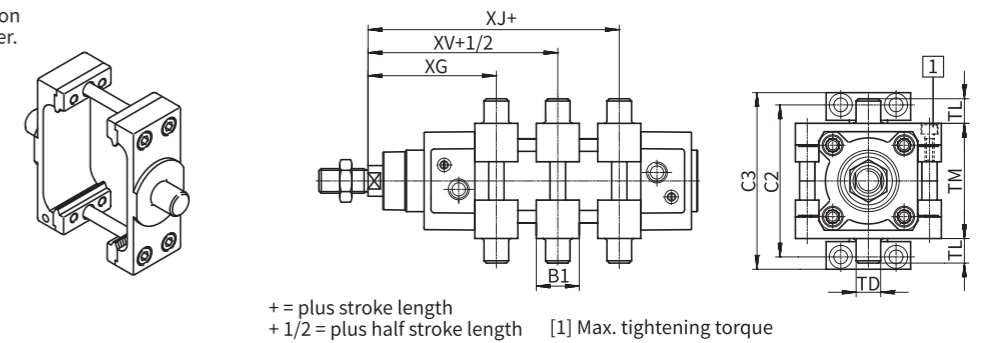 on
er.
XJ+
XV+1/2
XG
1
TL
C3
C2
TM
TL
B1
TD
+ = plus stroke length
+ 1/2 = plus half stroke length [1] Max. tightening torque